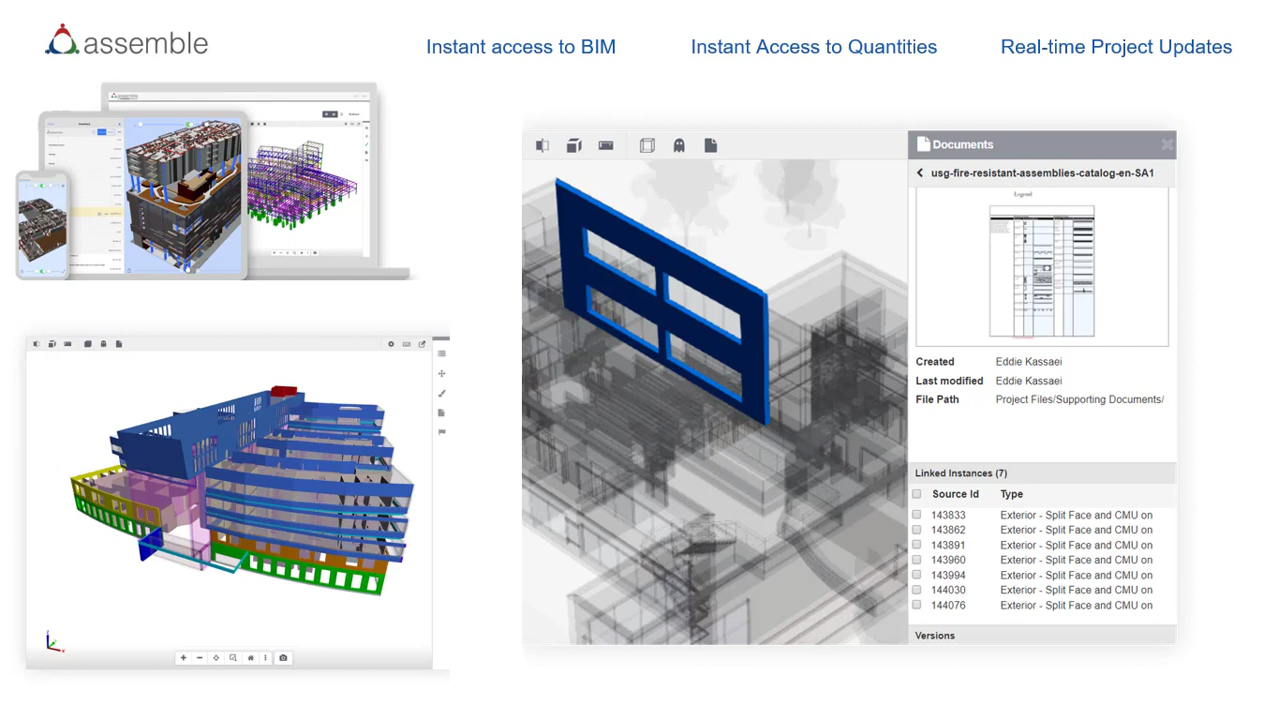 assemble
Instant access to BIM
Instant Access to Quantities
Real-time Project Updates
Documents
usg-fire-resistant-assemblies-catalog-en-SA1
Legend
Created Eddie Kassaei
Last modified Eddie Kassaei
File Path Project Files/Supporting Documents/
Linked Instances (7)
Source Id Type
143833 Exterior - Split Face and CMU on
143862 Exterior - Split Face and CMU on
143891 Exterior - Split Face and CMU on
143960 Exterior - Split Face and CMU on
143994 Exterior - Split Face and CMU on
144030 Exterior - Split Face and CMU on
144076 Exterior - Split Face and CMU on
Versions